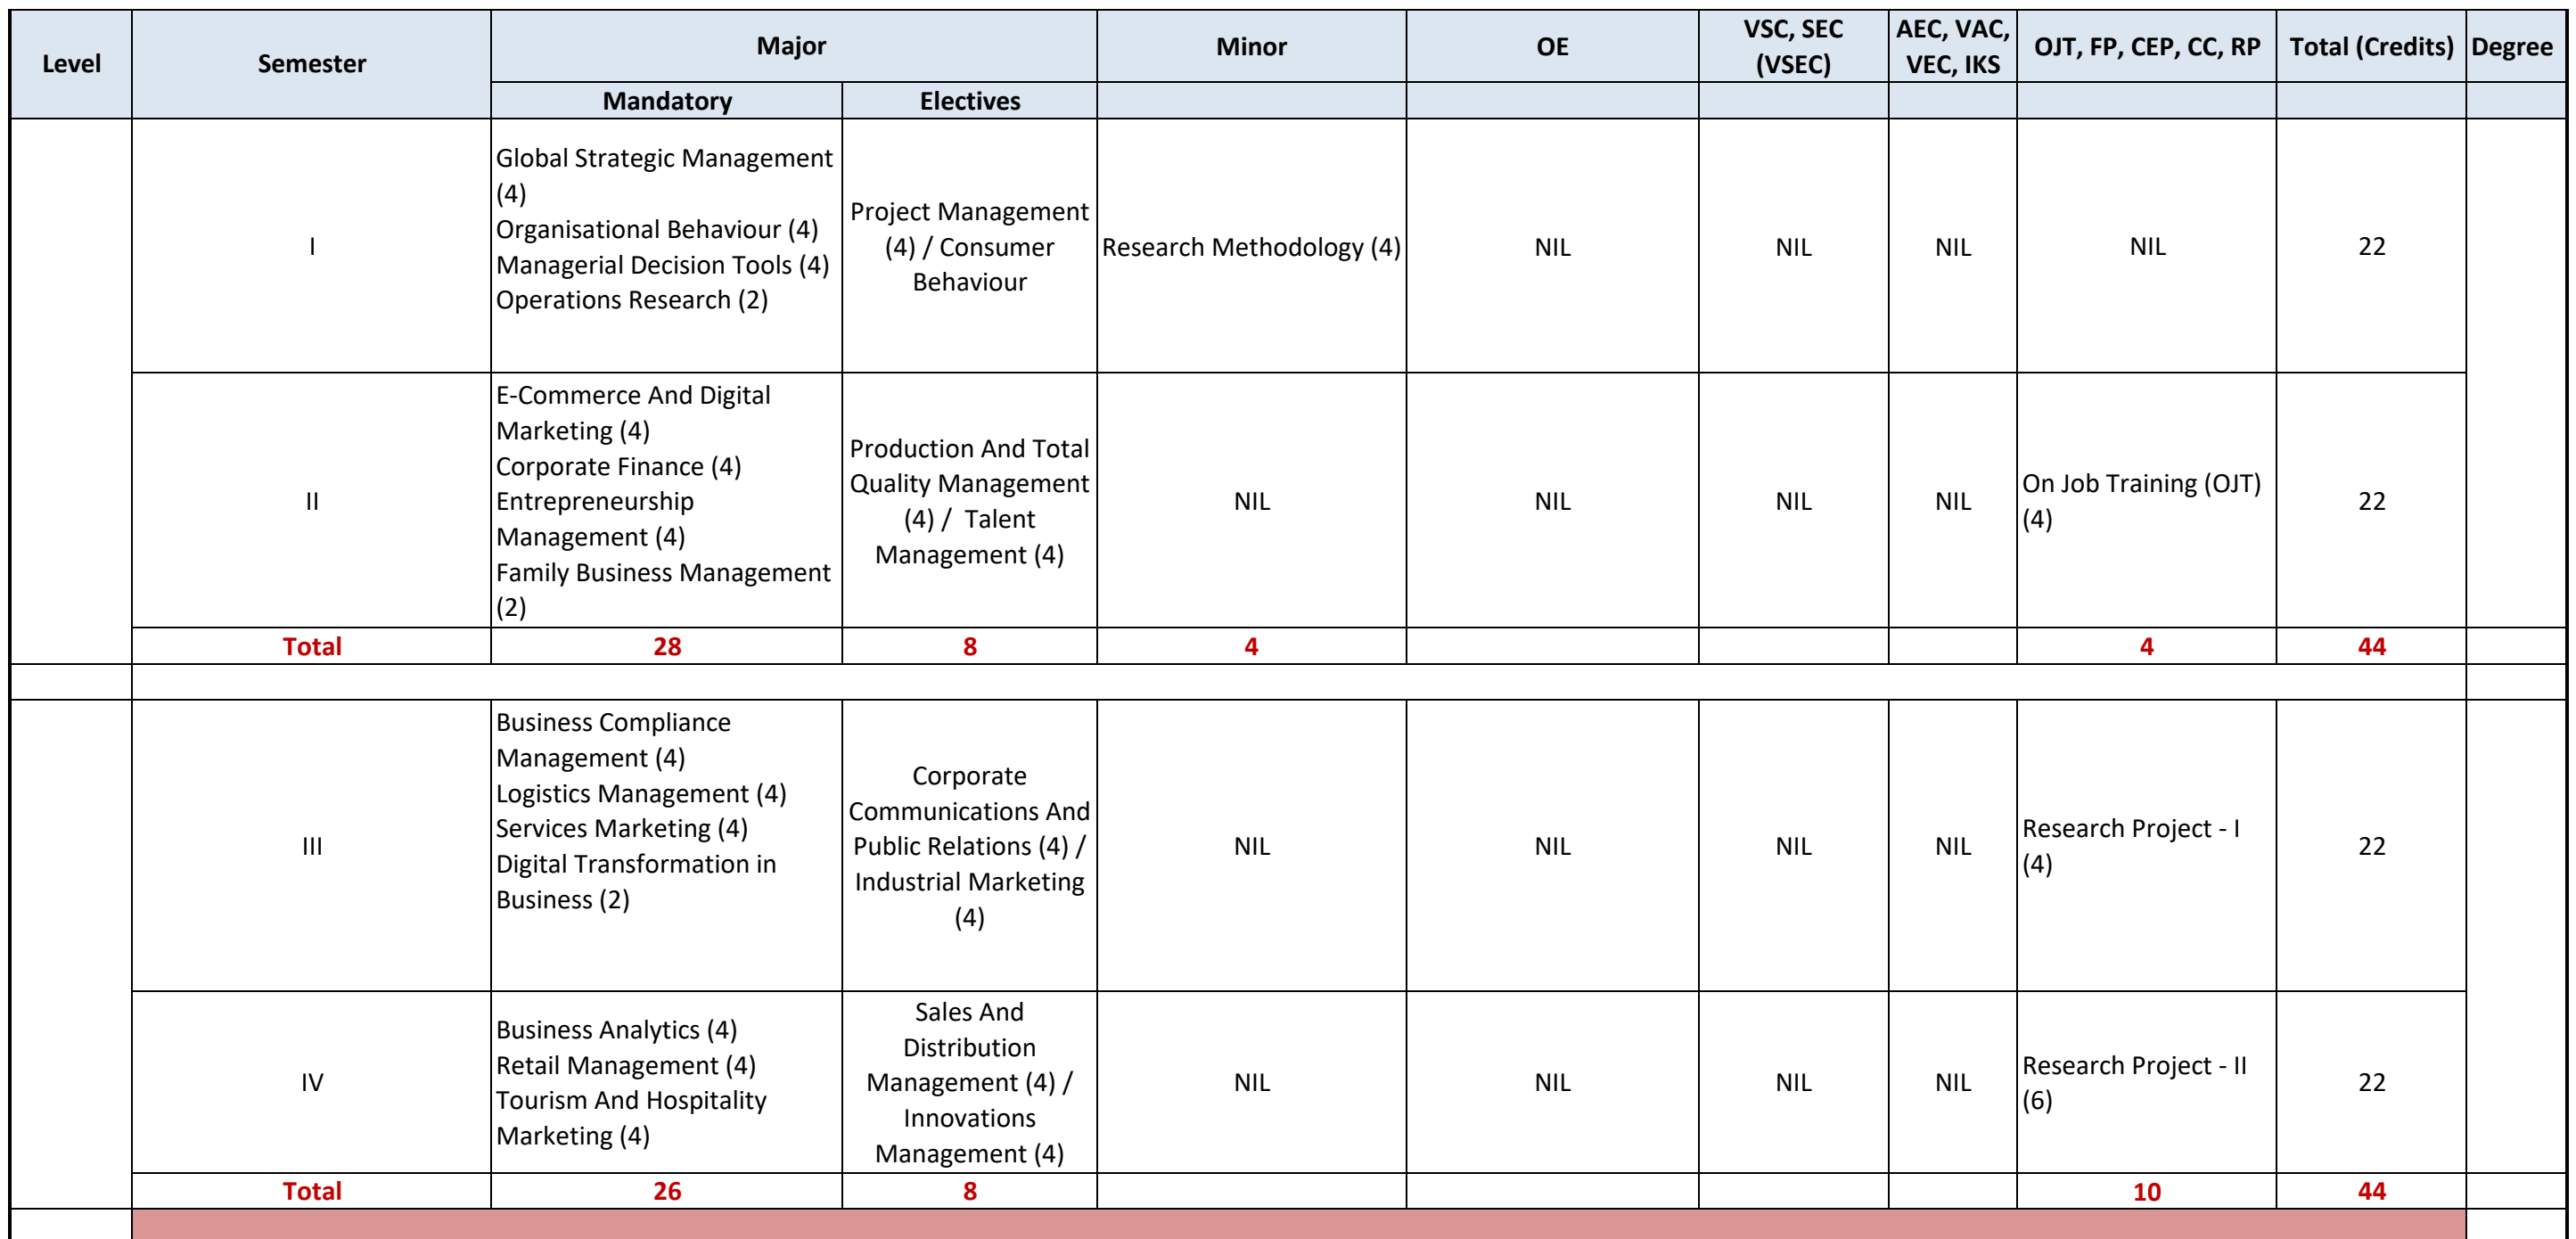 Level
Semester
Major
Minor
OE
VSC, SEC
(VSEC)
AEC, VAC,
VEC, IKS
OJT, FP, CEP, CC, RP
Total (Credits)
Degree
Mandatory
Electives
I
Global Strategic Management
(4)
Organisational Behaviour (4)
Managerial Decision Tools (4)
Operations Research (2)
Project Management
(4) / Consumer
Behaviour
Research Methodology (4)
NIL
NIL
NIL
NIL
22
II
E-Commerce And Digital
Marketing (4)
Corporate Finance (4)
Entrepreneurship
Management (4)
Family Business Management
(2)
Production And Total
Quality Management
(4) / Talent
Management (4)
NIL
NIL
NIL
NIL
On Job Training (OJT)
(4)
22
Total
28
8
4
4
44
III
Business Compliance
Management (4)
Logistics Management (4)
Services Marketing (4)
Digital Transformation in
Business (2)
Corporate
Communications And
Public Relations (4) /
Industrial Marketing
(4)
NIL
NIL
NIL
NIL
Research Project - I
(4)
22
IV
Business Analytics (4)
Retail Management (4)
Tourism And Hospitality
Marketing (4)
Sales And
Distribution
Management (4) /
Innovations
Management (4)
NIL
NIL
NIL
NIL
Research Project - II
(6)
22
Total
26
8
10
44